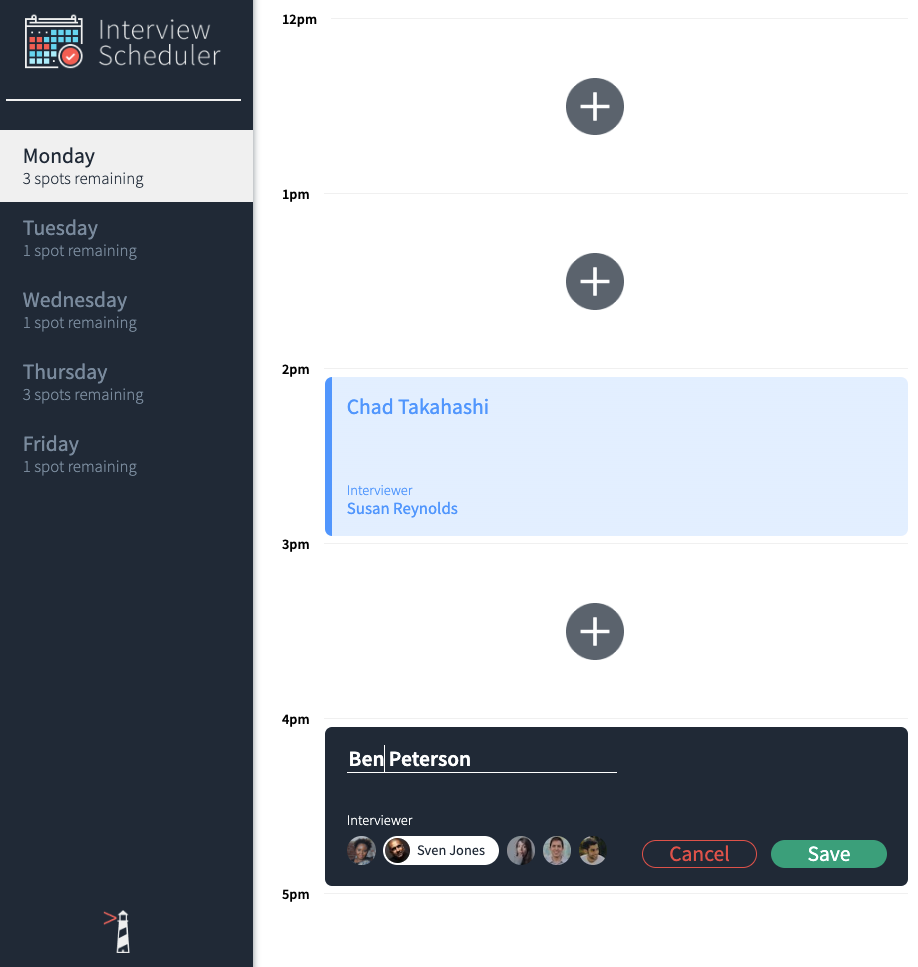 Interview
Scheduler
Monday
3 spots remaining
Tuesday
1 spot remaining
Wednesday
1 spot remaining
Thursday
3 spots remaining
Friday
1 spot remaining
12pm
1pm
2pm
Chad Takahashi
Interviewer
Susan Reynolds
3pm
4pm
Ben Peterson
Interviewer
Sven Jones
Cancel
Save
5pm